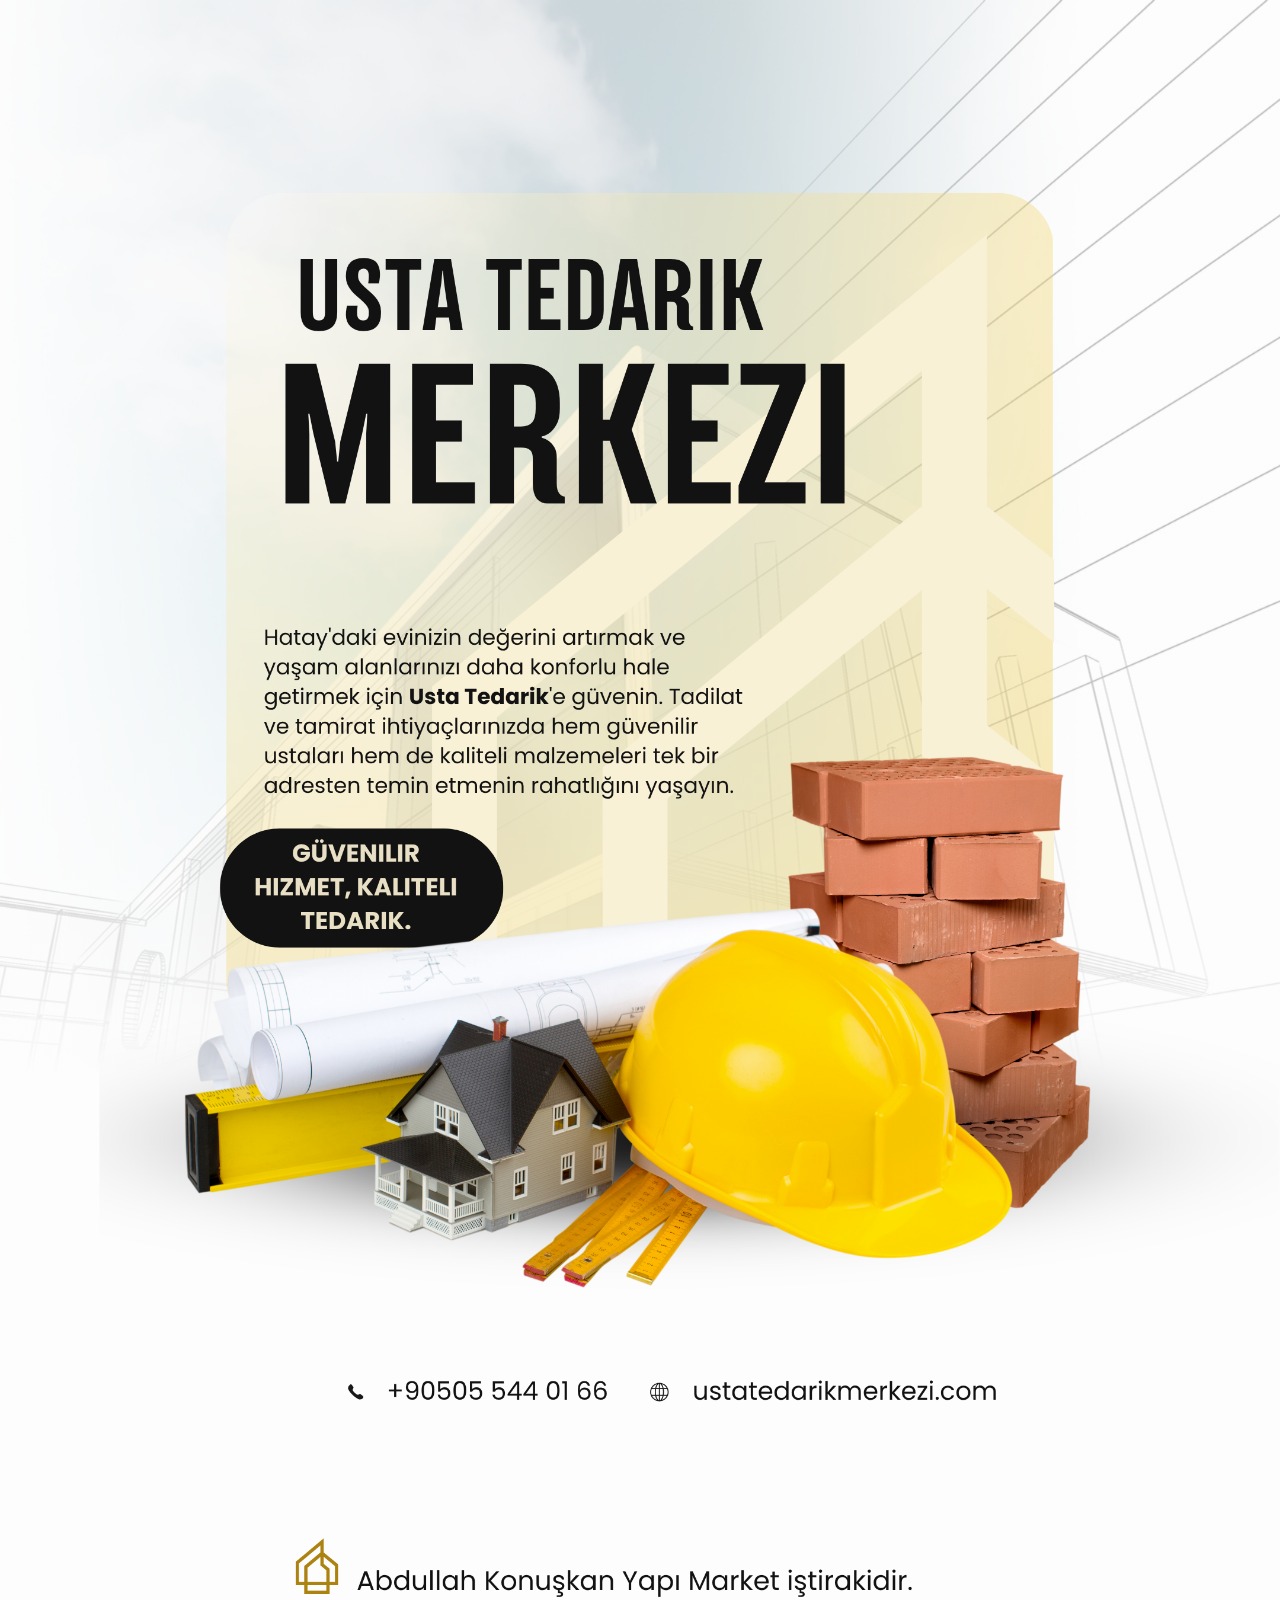 USTA TEDARIK
MERKEZI
Hatay'daki evinizin değerini artırmak ve
yaşam alanlarınızı daha konforlu hale
getirmek için Usta Tedarik'e güvenin. Tadilat
ve tamirat ihtiyaçlarınızda hem güvenilir
ustaları hem de kaliteli malzemeleri tek bir
adresten temin etmenin rahatlığını yaşayın.
GÜVENILIR
HIZMET, KALITELI
TEDARIK.
+90505 544 01 66 ustatedarikmerkezi.com
Abdullah Konuşkan Yapı Market iştirakidir.